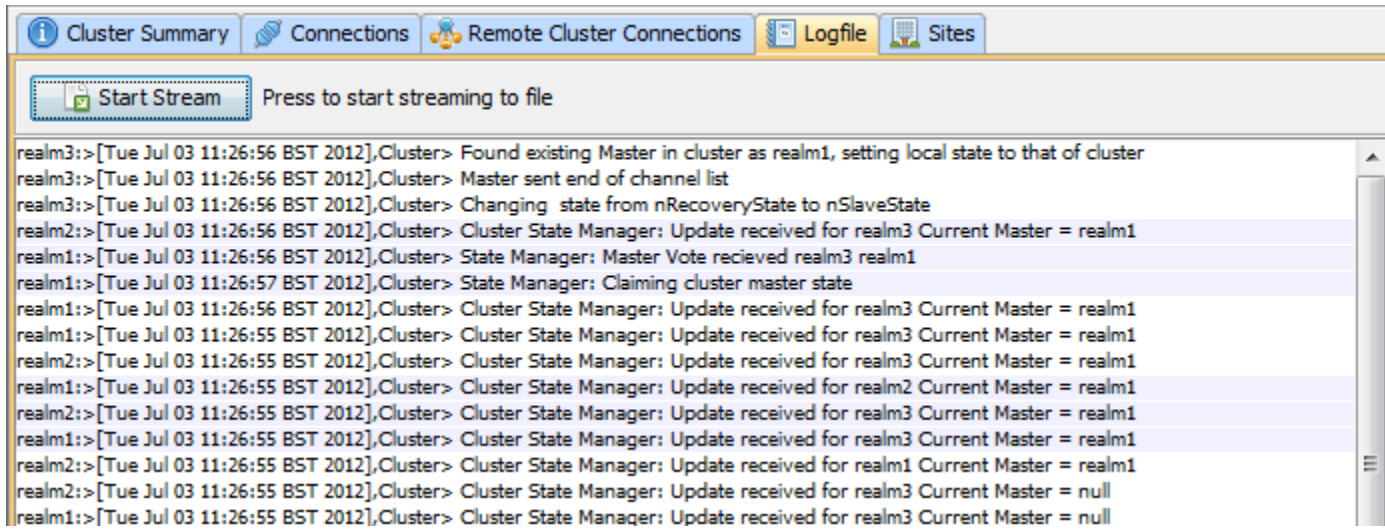 Cluster Summary Connections Remote Cluster Connections Logfile Sites
Start Stream Press to start streaming to file
realm3:>[Tue Jul 03 11:26:56 BST 2012],Cluster> Found existing Master in cluster as realm1, setting local state to that of cluster
realm3:>[Tue Jul 03 11:26:56 BST 2012],Cluster> Master sent end of channel list
realm3:>[Tue Jul 03 11:26:56 BST 2012],Cluster> Changing  state from nRecoveryState to nSlaveState
realm2:>[Tue Jul 03 11:26:56 BST 2012],Cluster> Cluster State Manager: Update received for realm3 Current Master = realm1
realm1:>[Tue Jul 03 11:26:56 BST 2012],Cluster> State Manager: Master Vote recieved realm3 realm1
realm1:>[Tue Jul 03 11:26:57 BST 2012],Cluster> State Manager: Claiming cluster master state
realm1:>[Tue Jul 03 11:26:56 BST 2012],Cluster> Cluster State Manager: Update received for realm3 Current Master = realm1
realm1:>[Tue Jul 03 11:26:55 BST 2012],Cluster> Cluster State Manager: Update received for realm3 Current Master = realm1
realm2:>[Tue Jul 03 11:26:55 BST 2012],Cluster> Cluster State Manager: Update received for realm3 Current Master = realm1
realm1:>[Tue Jul 03 11:26:55 BST 2012],Cluster> Cluster State Manager: Update received for realm2 Current Master = realm1
realm2:>[Tue Jul 03 11:26:55 BST 2012],Cluster> Cluster State Manager: Update received for realm3 Current Master = realm1
realm1:>[Tue Jul 03 11:26:55 BST 2012],Cluster> Cluster State Manager: Update received for realm3 Current Master = realm1
realm2:>[Tue Jul 03 11:26:55 BST 2012],Cluster> Cluster State Manager: Update received for realm1 Current Master = realm1
realm2:>[Tue Jul 03 11:26:55 BST 2012],Cluster> Cluster State Manager: Update received for realm3 Current Master = null
realm1:>[Tue Jul 03 11:26:55 BST 2012],Cluster> Cluster State Manager: Update received for realm3 Current Master = null